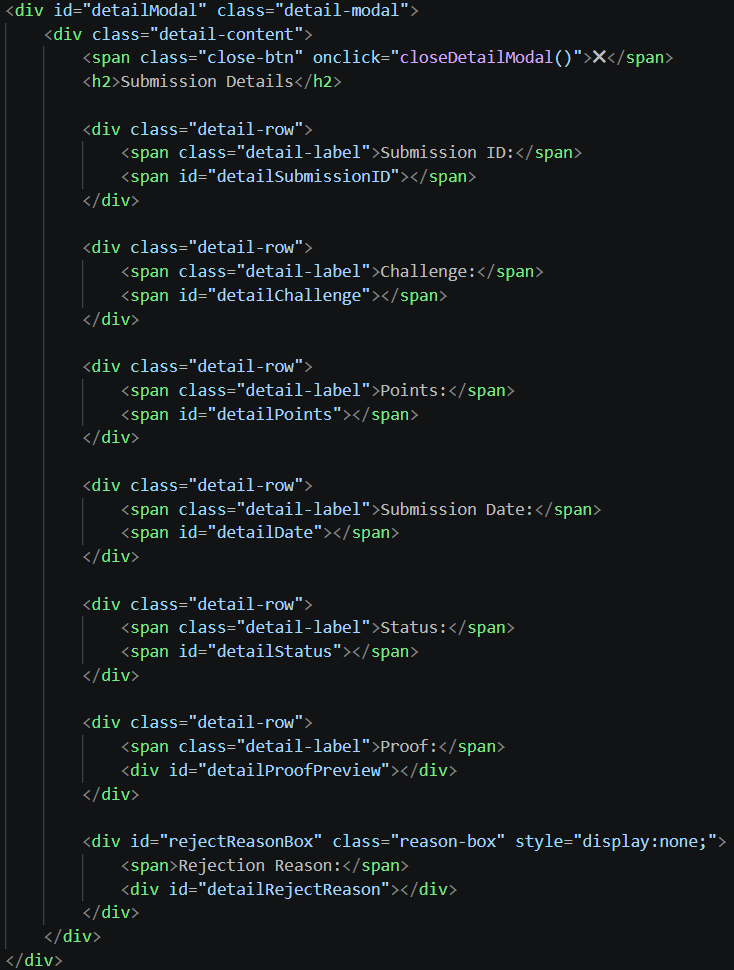 <div id="detailModal" class="detail-modal">
    <div class="detail-content">
        <span class="close-btn" onclick="closeDetailModal()">❌</span>
        <h2>Submission Details</h2>

        <div class="detail-row">
            <span class="detail-label">Submission ID:</span>
            <span id="detailSubmissionID"></span>
        </div>

        <div class="detail-row">
            <span class="detail-label">Challenge:</span>
            <span id="detailChallenge"></span>
        </div>

        <div class="detail-row">
            <span class="detail-label">Points:</span>
            <span id="detailPoints"></span>
        </div>

        <div class="detail-row">
            <span class="detail-label">Submission Date:</span>
            <span id="detailDate"></span>
        </div>

        <div class="detail-row">
            <span class="detail-label">Status:</span>
            <span id="detailStatus"></span>
        </div>

        <div class="detail-row">
            <span class="detail-label">Proof:</span>
            <div id="detailProofPreview"></div>
        </div>

        <div id="rejectReasonBox" class="reason-box" style="display:none;">
            <span>Rejection Reason:</span>
            <div id="detailRejectReason"></div>
        </div>
    </div>
</div>